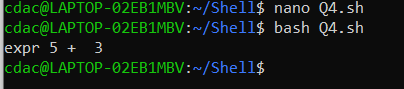 cdac@LAPTOP-02EB1MBV:~/Shell$ nano Q4.sh
cdac@LAPTOP-02EB1MBV:~/Shell$ bash Q4.sh
expr 5 +  3
cdac@LAPTOP-02EB1MBV:~/Shell$